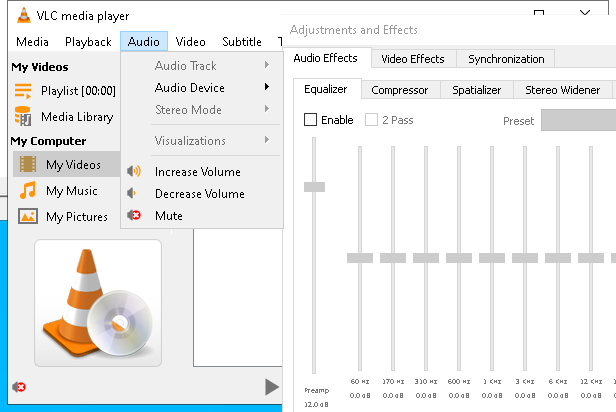 VLC media player
Media Playback Audio Video Subtitle
My Videos
Playlist [00:00]
Media Library
My Computer
My Videos
My Music
My Pictures
Audio Track
Audio Device
Stereo Mode
Visualizations
Increase Volume
Decrease Volume
Mute
Adjustments and Effects
Audio Effects Video Effects Synchronization
Equalizer Compressor Spatializer Stereo Widener
Enable 2 Pass Preset
60 Hz 170 Hz 310 Hz 600 Hz 1 KHz 3 KHz 6 KHz 12 KHz
Preamp 0.0 dB 0.0 dB 0.0 dB 0.0 dB 0.0 dB 0.0 dB 0.0 dB 0.0 dB
12.0 dB